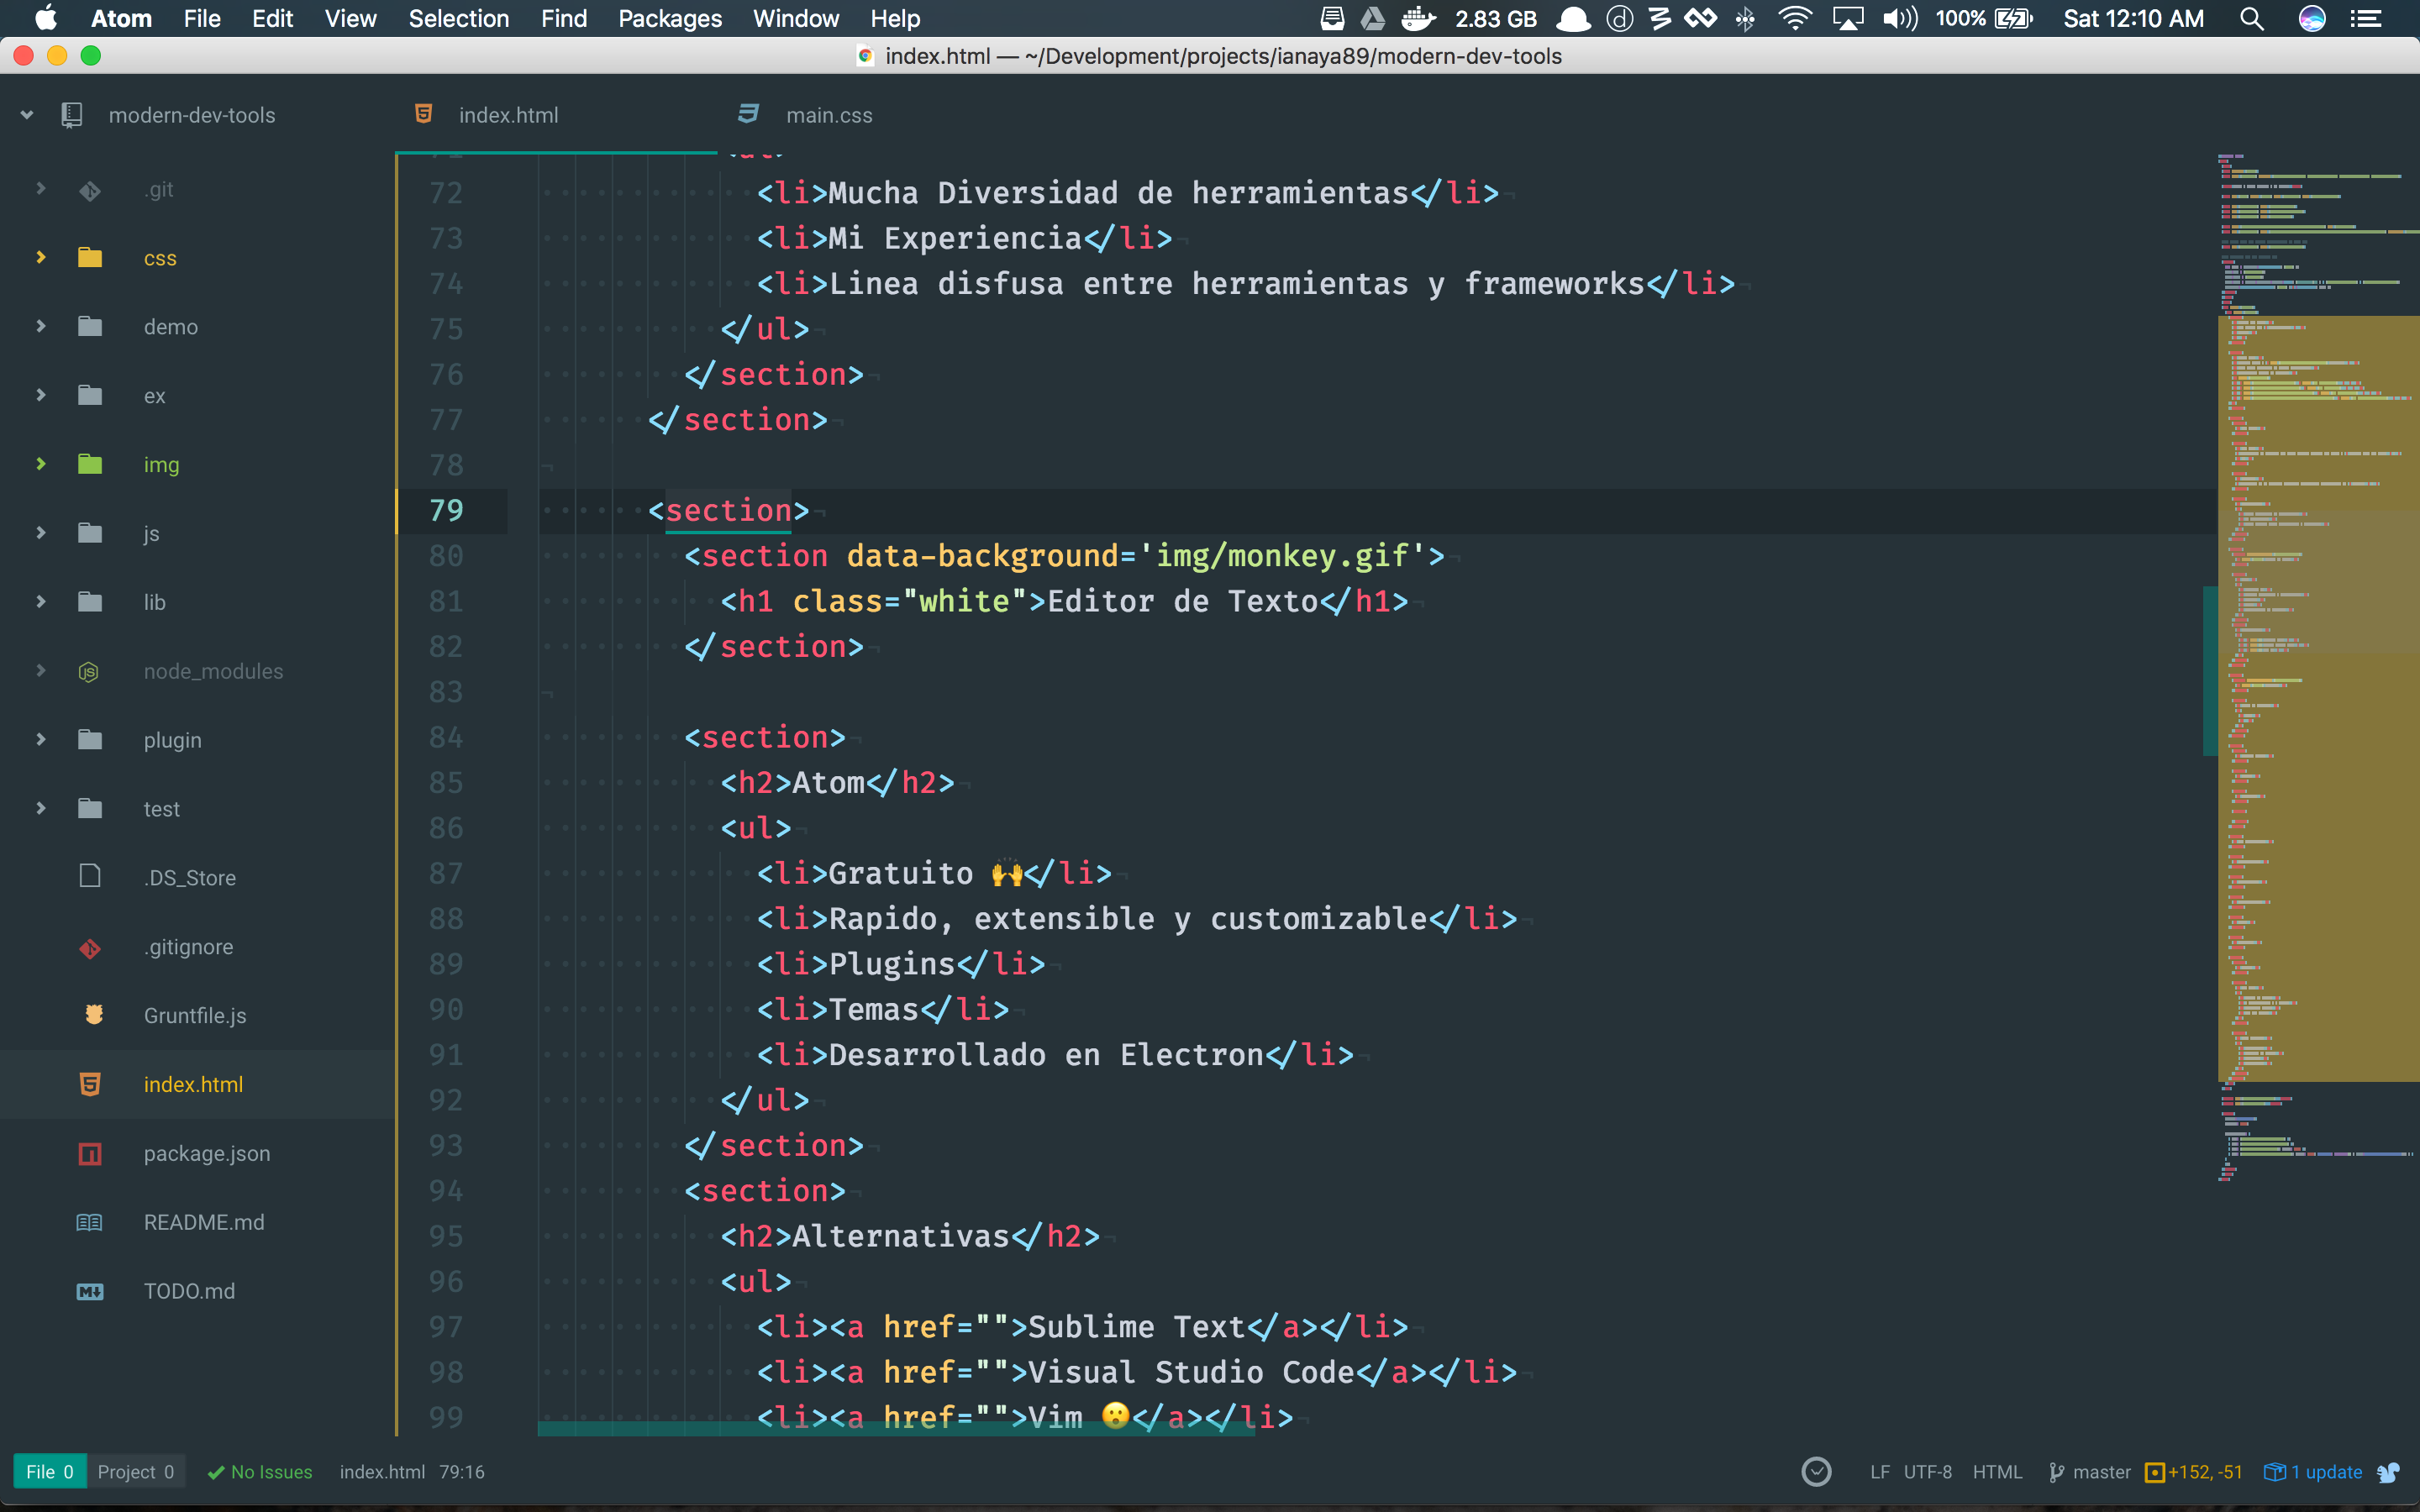 Atom File Edit View Selection Find Packages Window Help 2.83 GB 100% Sat 12:10 AM
index.html — ~/Development/projects/ianaya89/modern-dev-tools
modern-dev-tools
.git
css
demo
ex
img
js
lib
node_modules
plugin
test
.DS_Store
.gitignore
Gruntfile.js
index.html
package.json
README.md
TODO.md
index.html main.css
72 <li>Mucha Diversidad de herramientas</li>
73 <li>Mi Experiencia</li>
74 <li>Linea disfusa entre herramientas y frameworks</li>
75 </ul>
76 </section>
77 </section>
78
79 <section>
80 <section data-background='img/monkey.gif'>
81 <h1 class="white">Editor de Texto</h1>
82 </section>
83
84 <section>
85 <h2>Atom</h2>
86 <ul>
87 <li>Gratuito 🙌</li>
88 <li>Rapido, extensible y customizable</li>
89 <li>Plugins</li>
90 <li>Temas</li>
91 <li>Desarrollado en Electron</li>
92 </ul>
93 </section>
94 <section>
95 <h2>Alternativas</h2>
96 <ul>
97 <li><a href="">Sublime Text</a></li>
98 <li><a href="">Visual Studio Code</a></li>
99 <li><a href="">Vim 😮</a></li>
File 0 Project 0 No Issues index.html 79:16 LF UTF-8 HTML master +152, -51 1 update